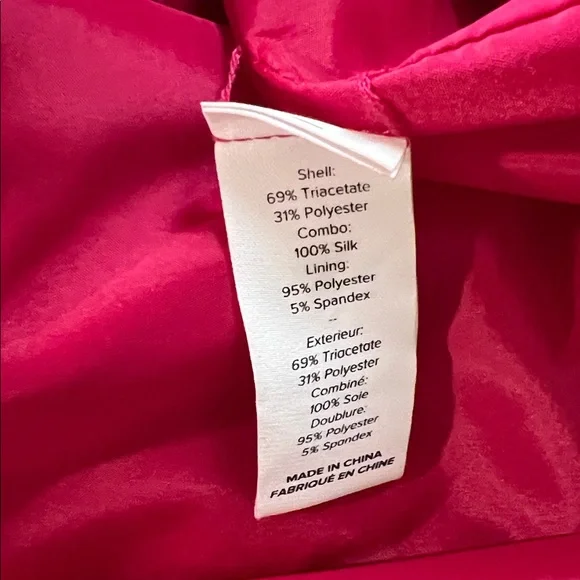 Shell:
69% Triacetate
31% Polyester
Combo:
100% Silk
Lining:
95% Polyester
5% Spandex
--
Exterieur:
69% Triacetate
31% Polyester
Combiné:
100% Soie
Doublure:
95% Polyester
5% Spandex
MADE IN CHINA
FABRIQUÉ EN CHINE